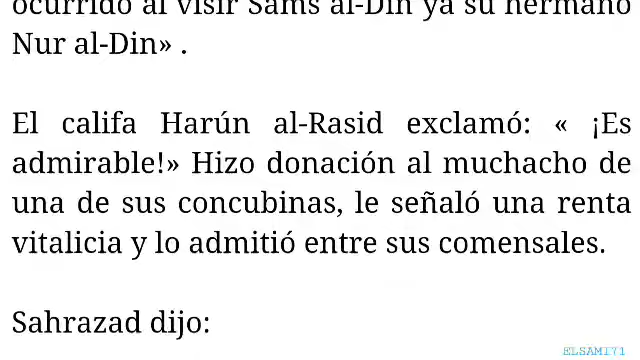 ocurrido al visir Sams al-Din ya su hermano
Nur al-Din» .
El califa Harún al-Rasid exclamó: « ¡Es
admirable!» Hizo donación al muchacho de
una de sus concubinas, le señaló una renta
vitalicia y lo admitió entre sus comensales.
Sahrazad dijo:
ELSAMI71